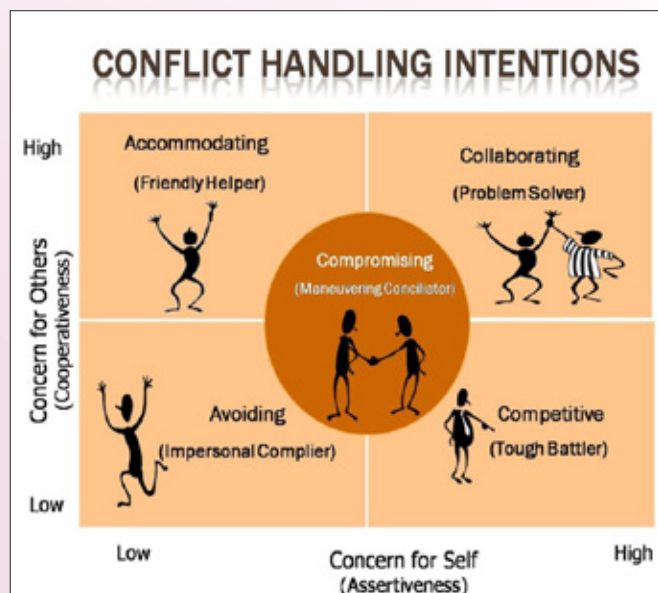 CONFLICT HANDLING INTENTIONS
High
Accommodating
(Friendly Helper)
Collaborating
(Problem Solver)
Compromising
(Maneuvering Conciliator)
Concern for Others
(Cooperativeness)
Avoiding
(Impersonal Complier)
Competitive
(Tough Battler)
Low
Low
Concern for Self
(Assertiveness)
High